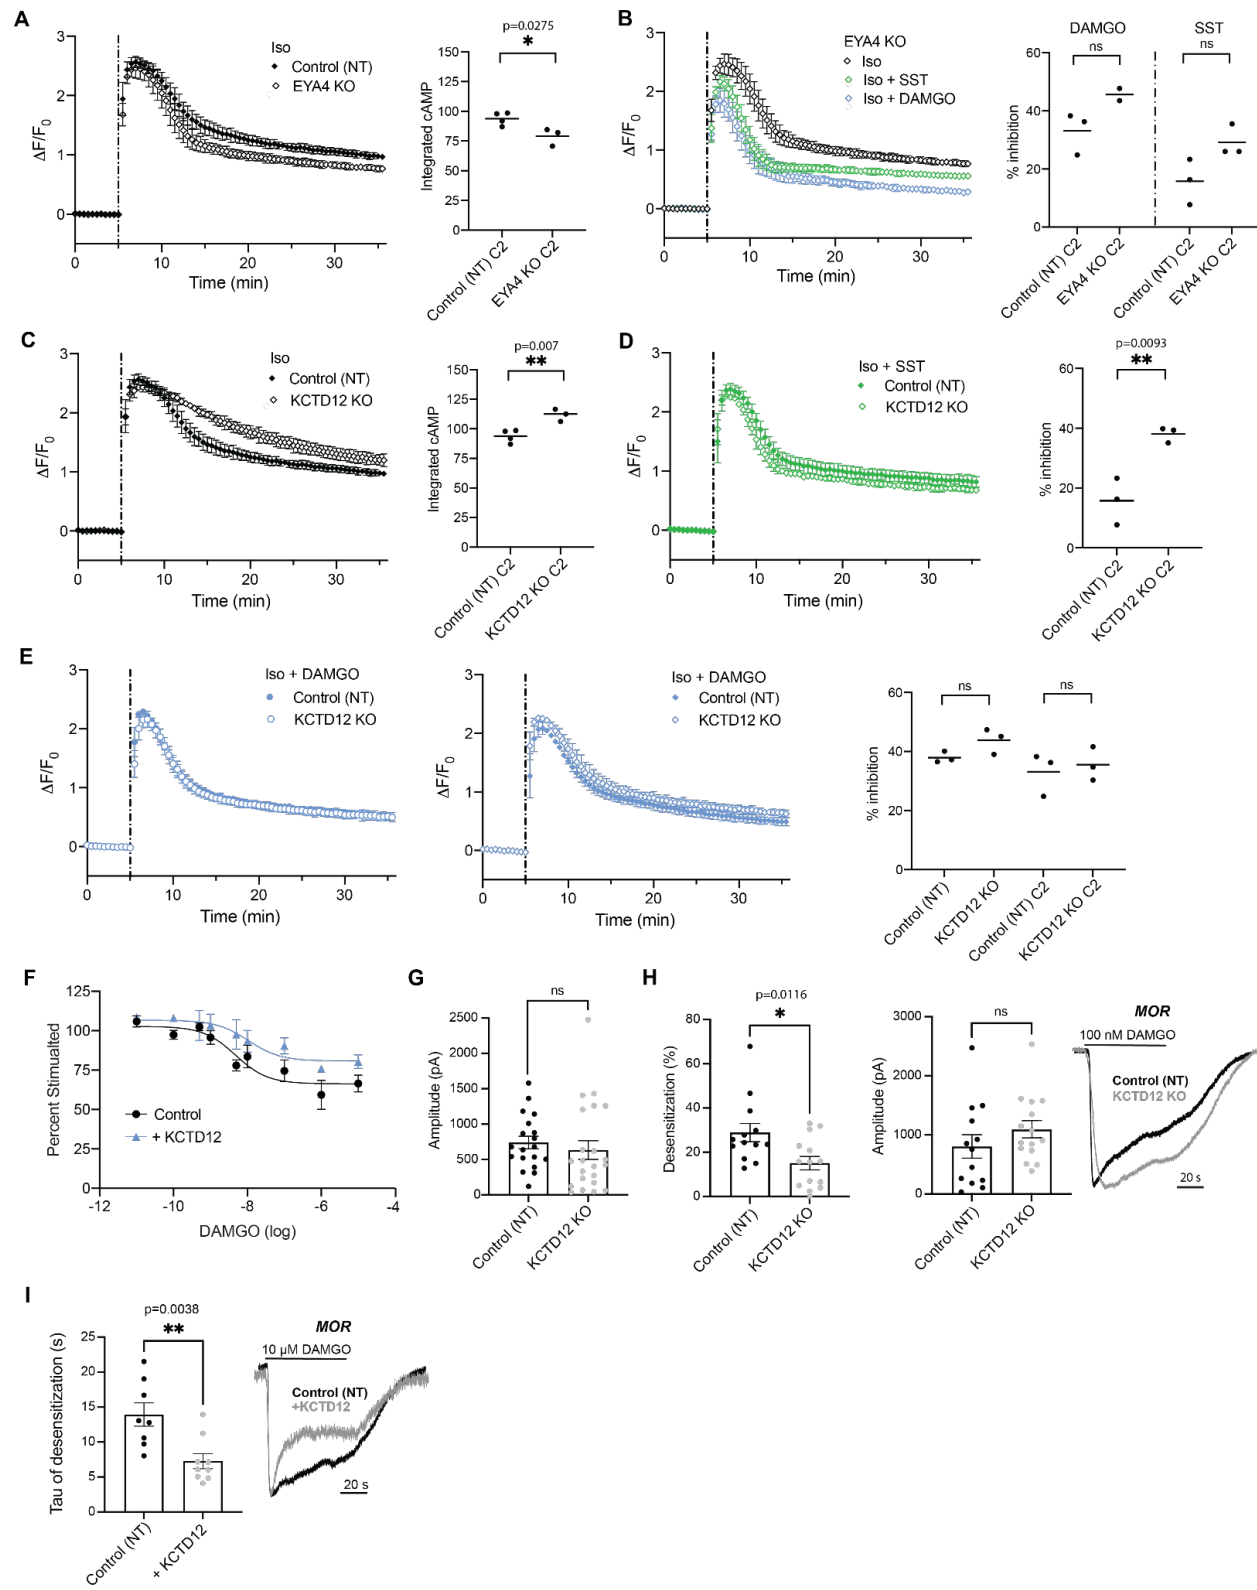 A
Iso
Control (NT)
EYA4 KO
ΔF/F0
3
2
1
0
10
20
30
Time (min)
p=0.0275
*
Integrated cAMP
150
125
100
75
50
25
0
Control (NT) C2
EYA4 KO C2
B
EYA4 KO
Iso
Iso + SST
Iso + DAMGO
ΔF/F0
3
2
1
0
0
10
20
30
Time (min)
DAMGO
SST
ns
ns
% inhibition
60
40
20
0
Control (NT) C2
EYA4 KO C2
Control (NT) C2
EYA4 KO C2
C
Iso
Control (NT)
KCTD12 KO
ΔF/F0
3
2
1
0
0
10
20
30
Time (min)
p=0.007
**
Integrated cAMP
150
125
100
75
50
25
0
Control (NT) C2
KCTD12 KO C2
D
Iso + SST
Control (NT)
KCTD12 KO
ΔF/F0
3
2
1
0
0
10
20
30
Time (min)
p=0.0093
**
% inhibition
60
40
20
0
Control (NT) C2
KCTD12 KO C2
E
Iso + DAMGO
Control (NT)
KCTD12 KO
ΔF/F0
3
2
1
0
0
10
20
30
Time (min)
Iso + DAMGO
Control (NT)
KCTD12 KO
ΔF/F0
3
2
1
0
0
10
20
30
Time (min)
ns
ns
% inhibition
60
40
20
0
Control (NT)
KCTD12 KO
Control (NT) C2
KCTD12 KO C2
F
Percent Stimualted
125
100
75
50
25
0
Control
+ KCTD12
-12
-10
-8
-6
-4
DAMGO (log)
G
ns
Amplitude (pA)
2500
2000
1500
1000
500
0
Control (NT)
KCTD12 KO
H
p=0.0116
*
Desensitization (%)
80
60
40
20
0
Control (NT)
KCTD12 KO
ns
Amplitude (pA)
3000
2000
1000
0
Control (NT)
KCTD12 KO
MOR
100 nM DAMGO
Control (NT)
KCTD12 KO
20 s
I
p=0.0038
**
Tau of desensitization (s)
25
20
15
10
5
0
Control (NT)
+ KCTD12
MOR
10 µM DAMGO
Control (NT)
+KCTD12
20 s